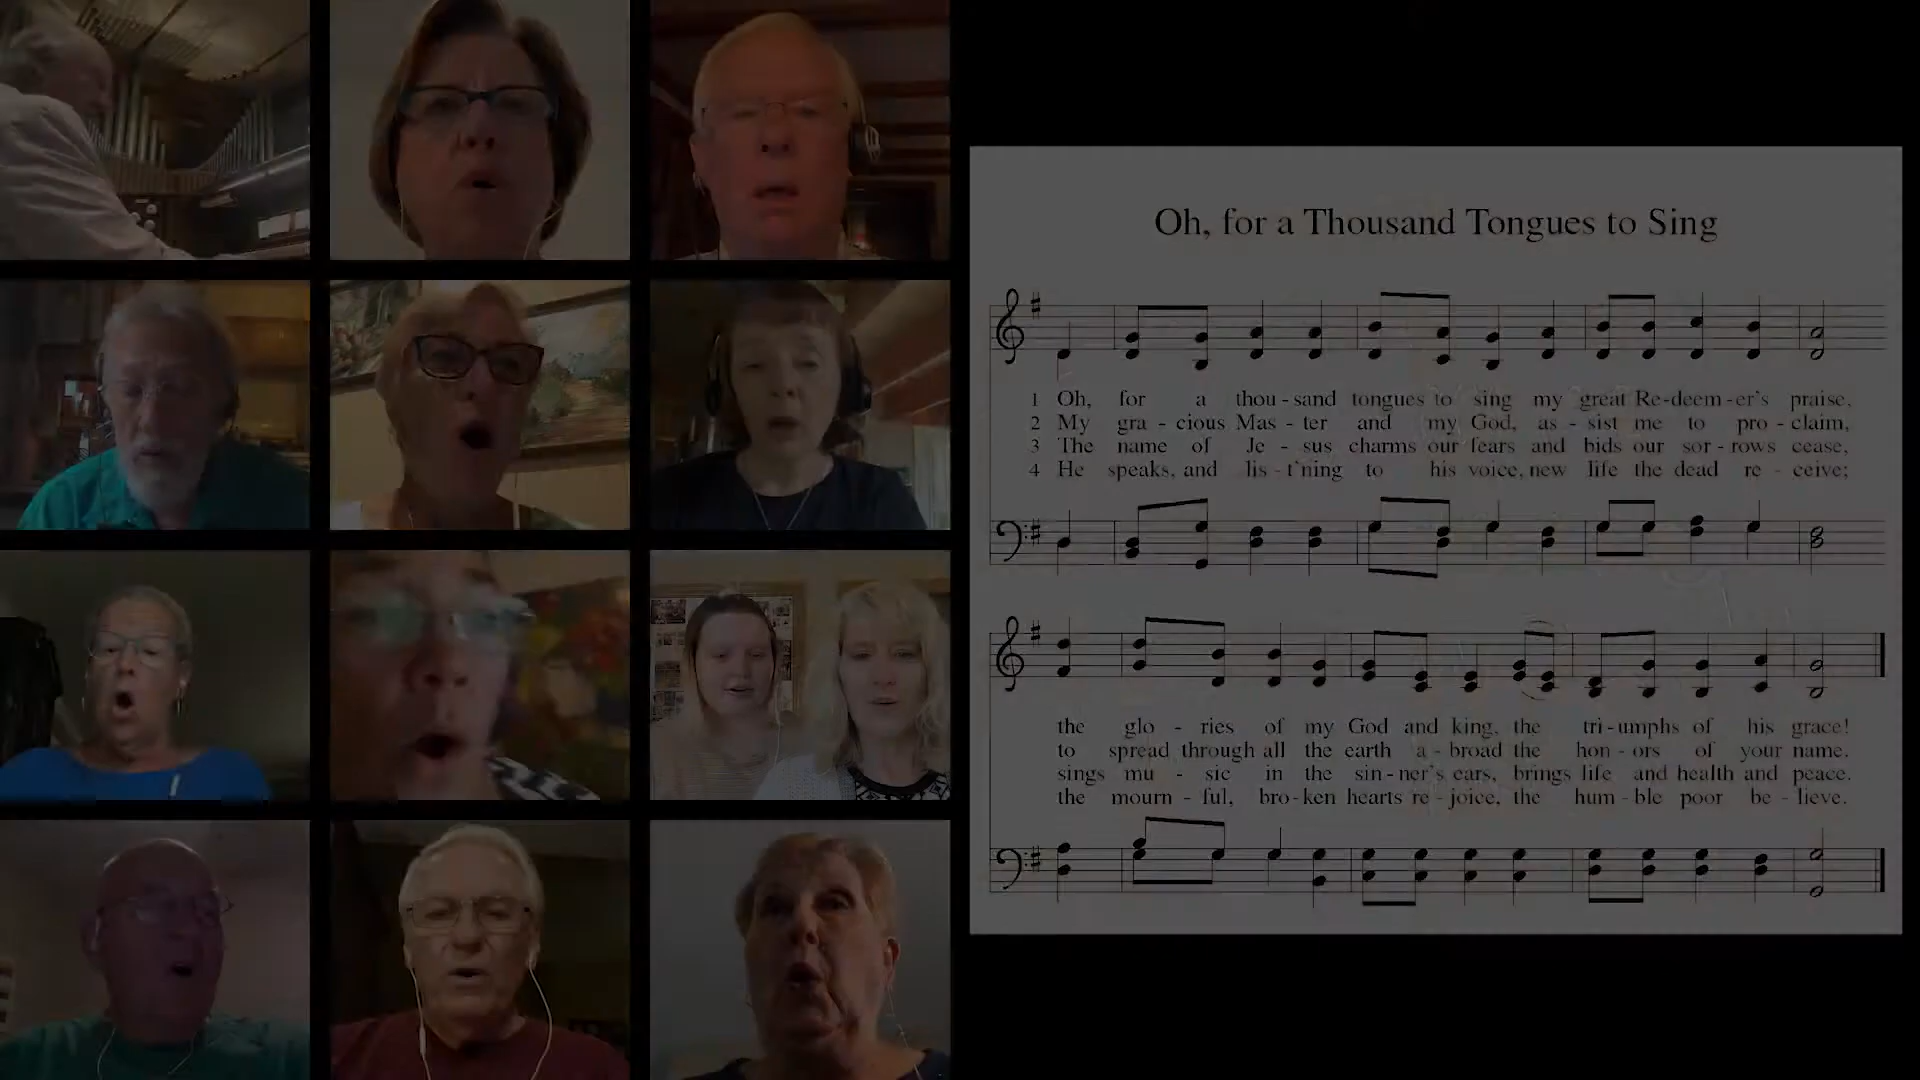 Oh, for a Thousand Tongues to Sing
1 Oh, for a thou - sand tongues to sing my great Re - deem - er's praise,
2 My gra - cious Mas - ter and my God, as - sist me to pro - claim,
3 The name of Je - sus charms our fears and bids our sor - rows cease,
4 He speaks, and lis - t'ning to his voice, new life the dead re - ceive;
the glo - ries of my God and king, the tri - umphs of his grace!
to spread through all the earth a - broad the hon - ors of your name.
sings mu - sic in the sin - ner's ears, brings life and health and peace.
the mourn - ful, bro - ken hearts re - joice, the hum - ble poor be - lieve.